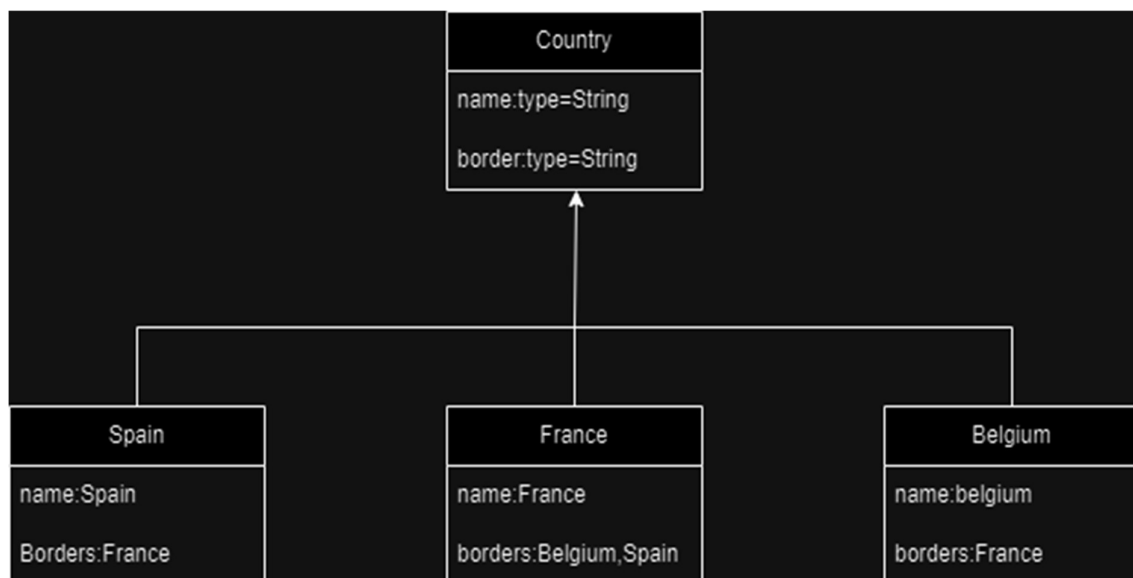 Country
name:type=String
border:type=String
Spain
name:Spain
Borders:France
France
name:France
borders:Belgium,Spain
Belgium
name:belgium
borders:France